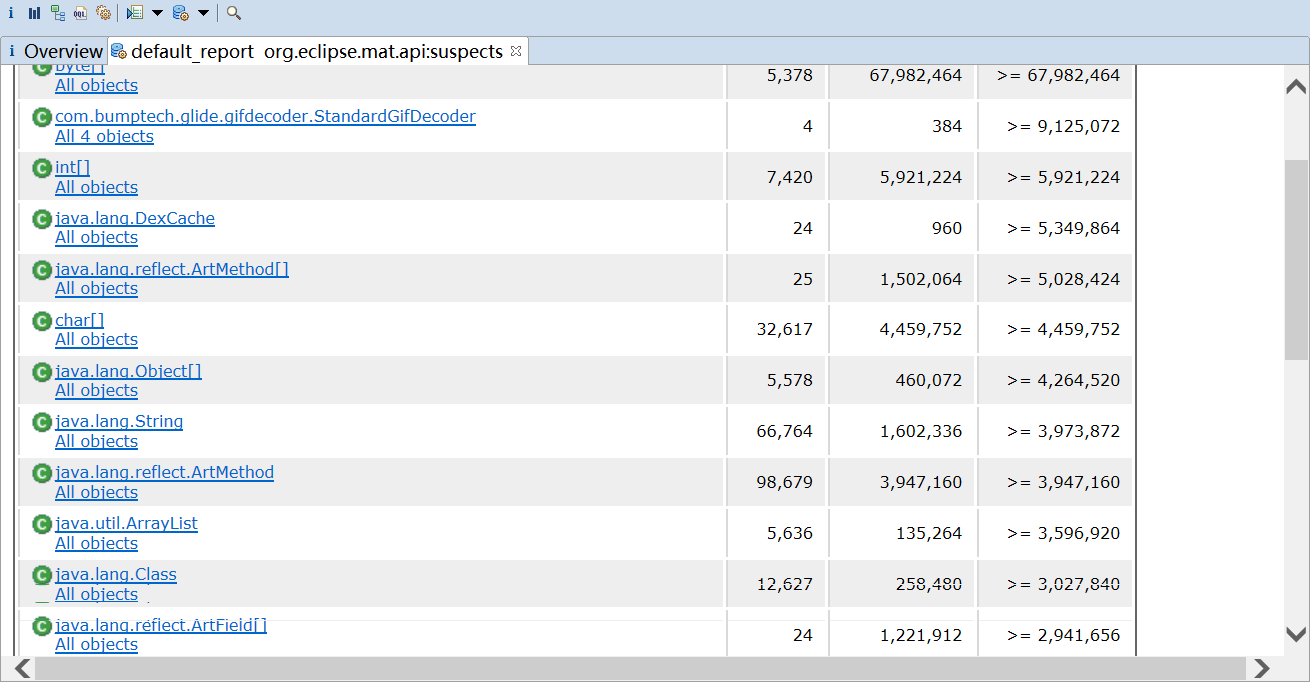 i OQL
i Overview default_report org.eclipse.mat.api:suspects
byte[]
All objects 5,378 67,982,464 >= 67,982,464
C com.bumptech.glide.gifdecoder.StandardGifDecoder
All 4 objects 4 384 >= 9,125,072
C int[]
All objects 7,420 5,921,224 >= 5,921,224
C java.lang.DexCache
All objects 24 960 >= 5,349,864
C java.lang.reflect.ArtMethod[]
All objects 25 1,502,064 >= 5,028,424
C char[]
All objects 32,617 4,459,752 >= 4,459,752
C java.lang.Object[]
All objects 5,578 460,072 >= 4,264,520
C java.lang.String
All objects 66,764 1,602,336 >= 3,973,872
C java.lang.reflect.ArtMethod
All objects 98,679 3,947,160 >= 3,947,160
C java.util.ArrayList
All objects 5,636 135,264 >= 3,596,920
C java.lang.Class
All objects 12,627 258,480 >= 3,027,840
C java.lang.reflect.ArtField[]
All objects 24 1,221,912 >= 2,941,656